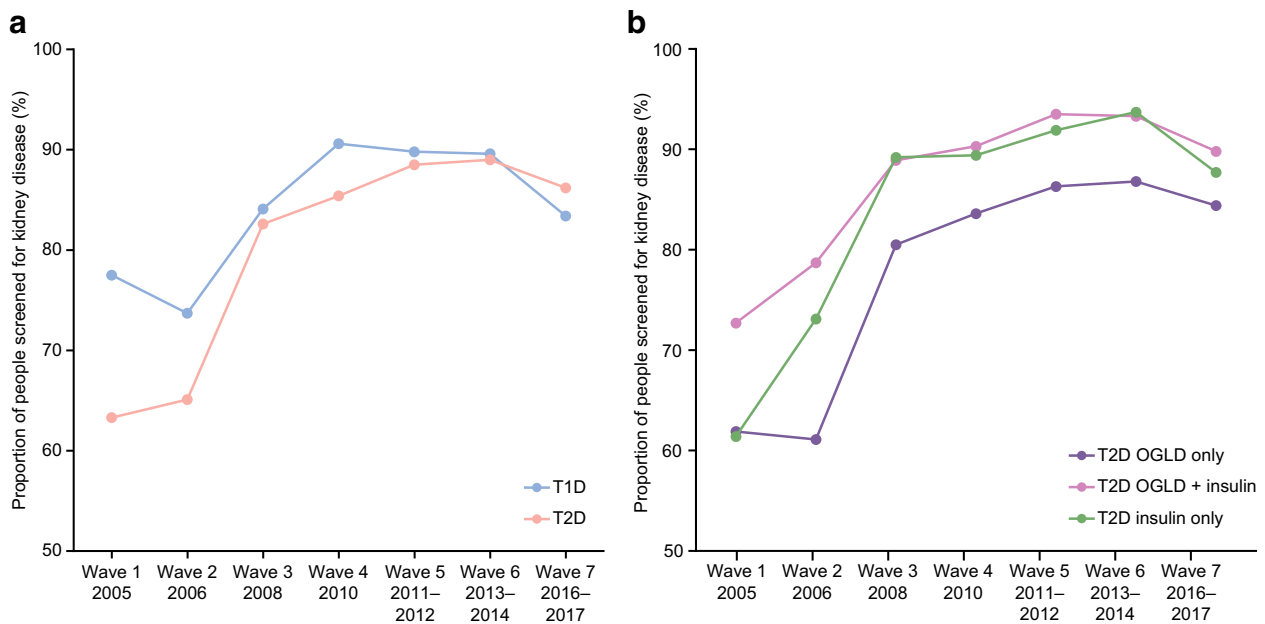 a
Proportion of people screened for kidney disease (%)
100
90
80
70
60
50
T1D
T2D
Wave 1 Wave 2 Wave 3 Wave 4 Wave 5 Wave 6 Wave 7
2005 2006 2008 2010 2011– 2013– 2016–
2012 2014 2017
b
Proportion of people screened for kidney disease (%)
100
90
80
70
60
50
T2D OGLD only
T2D OGLD + insulin
T2D insulin only
Wave 1 Wave 2 Wave 3 Wave 4 Wave 5 Wave 6 Wave 7
2005 2006 2008 2010 2011– 2013– 2016–
2012 2014 2017